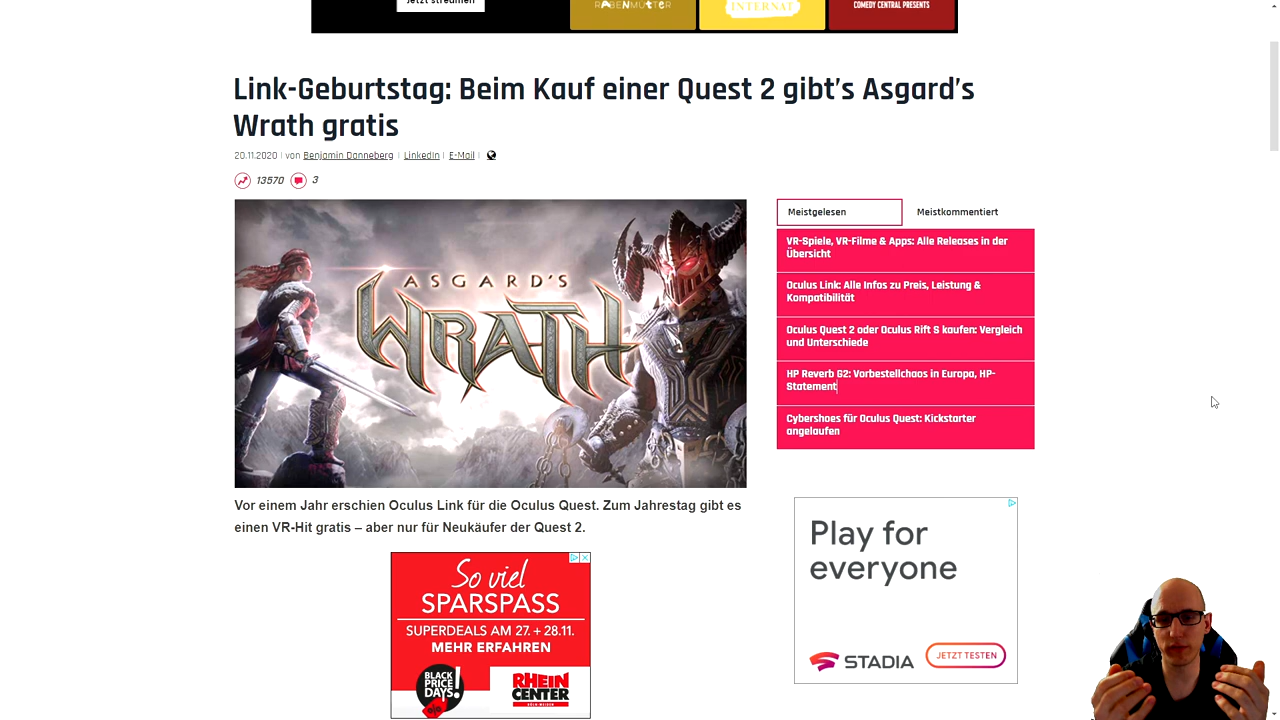 Jetzt streamen
RABENMÜTTER
INTERNAT
COMEDY CENTRAL PRESENTS
Link-Geburtstag: Beim Kauf einer Quest 2 gibt's Asgard's
Wrath gratis
20.11.2020 | von Benjamin Danneberg | LinkedIn | E-Mail |
13570 3
ASGARD'S
WRATH
Meistgelesen
Meistkommentiert
VR-Spiele, VR-Filme & Apps: Alle Releases in der
Übersicht
Oculus Link: Alle Infos zu Preis, Leistung &
Kompatibilität
Oculus Quest 2 oder Oculus Rift S kaufen: Vergleich
und Unterschiede
HP Reverb G2: Vorbestellchaos in Europa, HP-
Statement
Cybershoes für Oculus Quest: Kickstarter
angelaufen
Vor einem Jahr erschien Oculus Link für die Oculus Quest. Zum Jahrestag gibt es
einen VR-Hit gratis – aber nur für Neukäufer der Quest 2.
So viel
SPARSPASS
SUPERDEALS AM 27. + 28.11.
MEHR ERFAHREN
BLACK
PRICE
DAYS!
RHEIN
CENTER
KÖLN-WEIDEN
Play for
everyone
STADIA
JETZT TESTEN